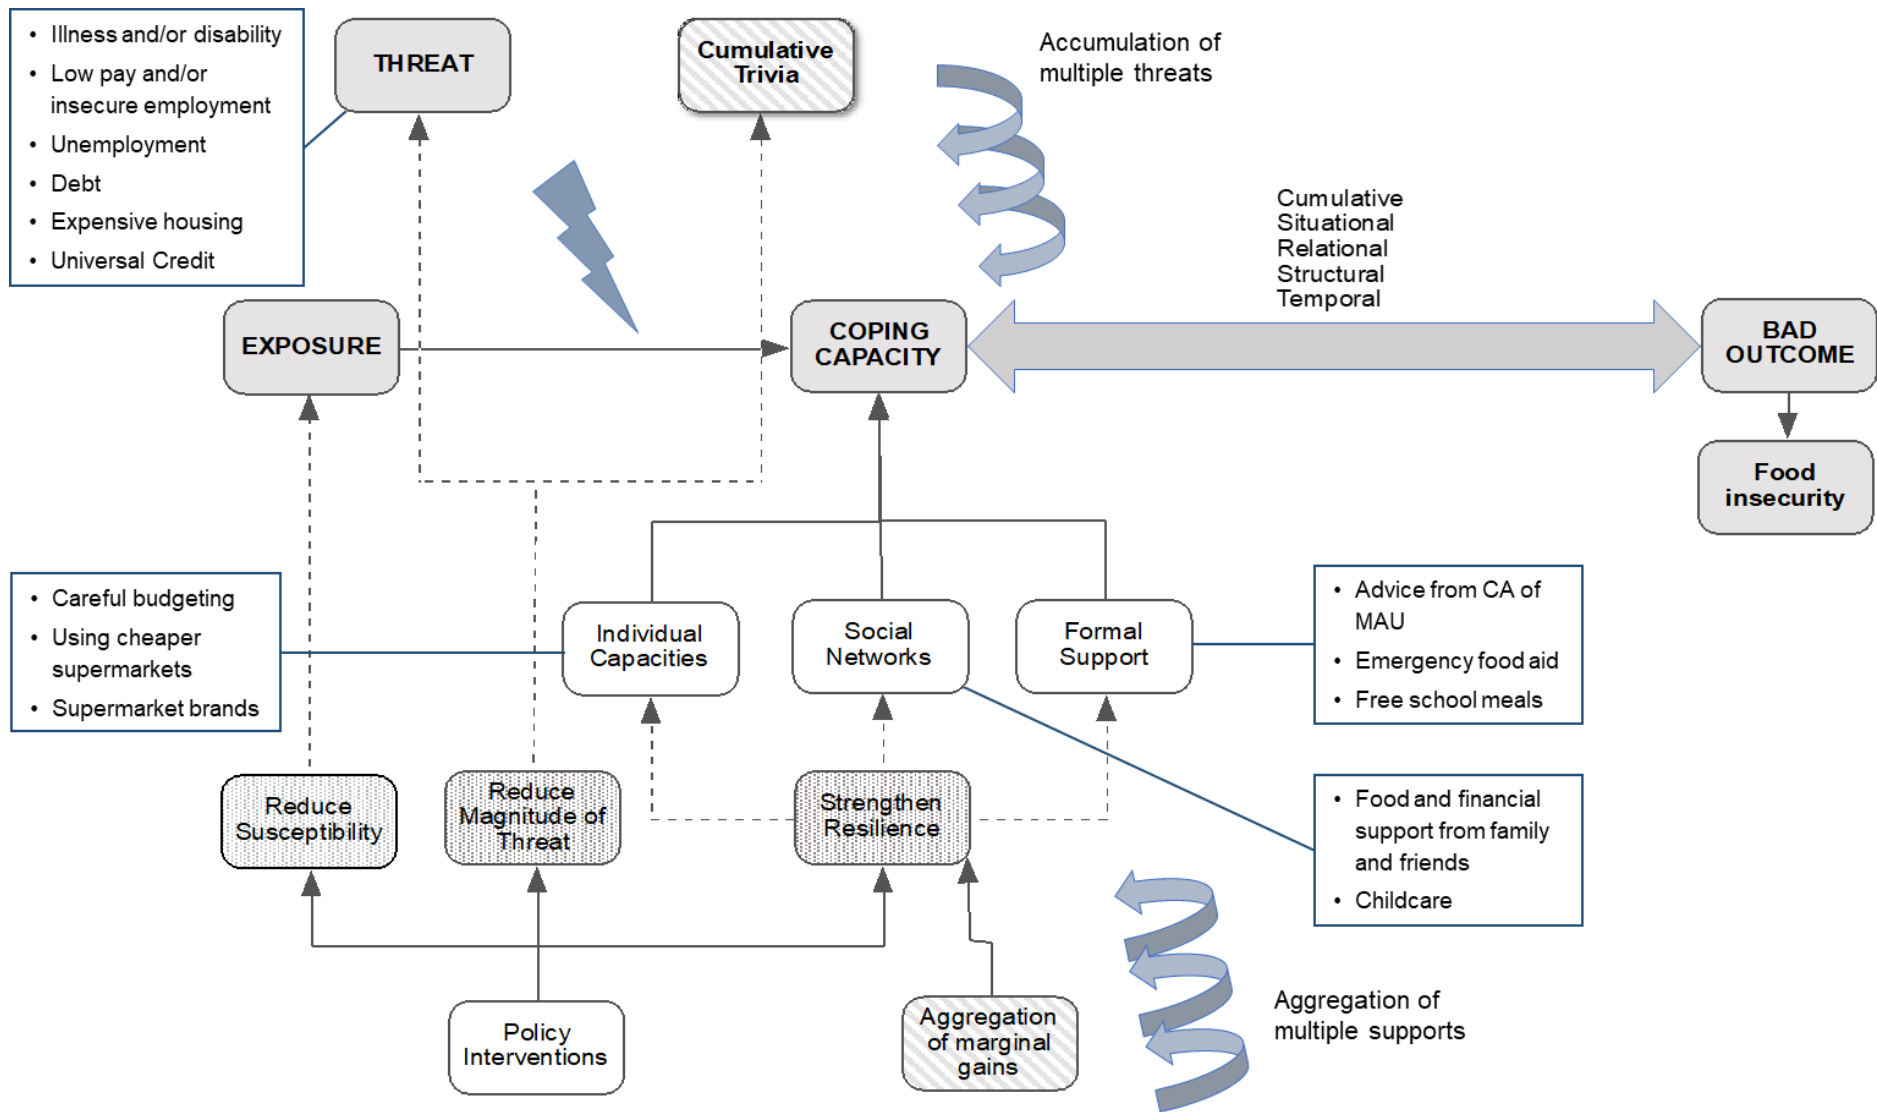 • Illness and/or disability
• Low pay and/or
insecure employment
• Unemployment
• Debt
• Expensive housing
• Universal Credit
THREAT
Cumulative
Trivia
Accumulation of
multiple threats
Cumulative
Situational
Relational
Structural
Temporal
EXPOSURE
COPING
CAPACITY
BAD
OUTCOME
Food
insecurity
• Careful budgeting
• Using cheaper
supermarkets
• Supermarket brands
Individual
Capacities
Social
Networks
Formal
Support
• Advice from CA of
MAU
• Emergency food aid
• Free school meals
Reduce
Susceptibility
Reduce
Magnitude of
Threat
Strengthen
Resilience
• Food and financial
support from family
and friends
• Childcare
Policy
Interventions
Aggregation
of marginal
gains
Aggregation of
multiple supports